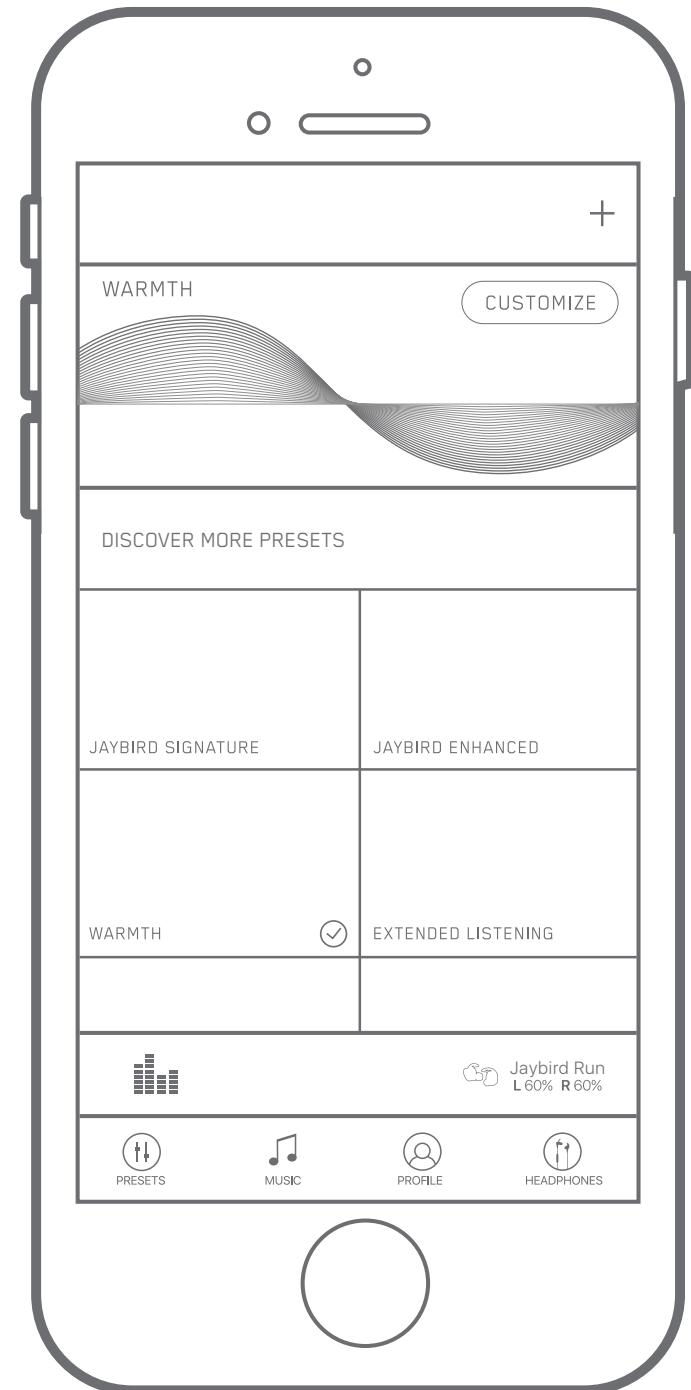 WARMTH
CUSTOMIZE
DISCOVER MORE PRESETS
JAYBIRD SIGNATURE
JAYBIRD ENHANCED
WARMTH
EXTENDED LISTENING
Jaybird Run
L 60% R 60%
PRESETS
MUSIC
PROFILE
HEADPHONES